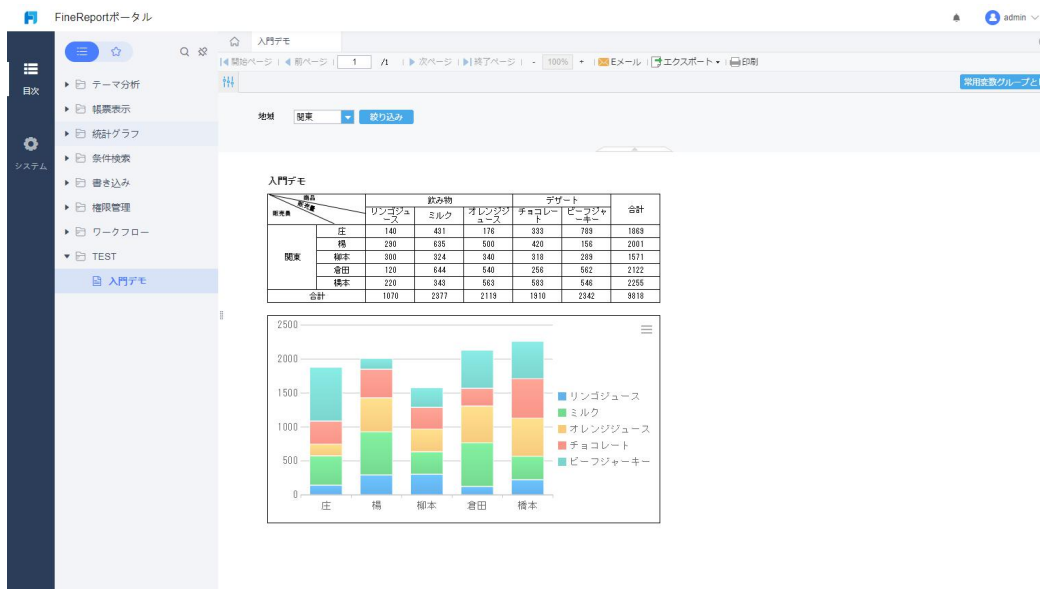 FineReportポータル
admin
入門デモ
開始ページ 前ページ 1 /1 次ページ 終了ページ - 100% + Eメール エクスポート 印刷
目次
システム
テーマ分析
帳票表示
統計グラフ
条件検索
書き込み
権限管理
ワークフロー
TEST
入門デモ
常用変数グループと
地域 関東 絞り込み
入門デモ
商品
販売量
販売員
飲み物 デザート 合計
リンゴジュース ミルク オレンジジュース チョコレート ビーフジャーキー
関東
庄 140 431 176 333 789 1869
楊 290 635 500 420 156 2001
柳本 300 324 340 318 289 1571
倉田 120 644 540 256 562 2122
橋本 220 343 563 583 546 2255
合計 1070 2377 2119 1910 2342 9818
2500
2000
1500
1000
500
0
庄 楊 柳本 倉田 橋本
リンゴジュース
ミルク
オレンジジュース
チョコレート
ビーフジャーキー